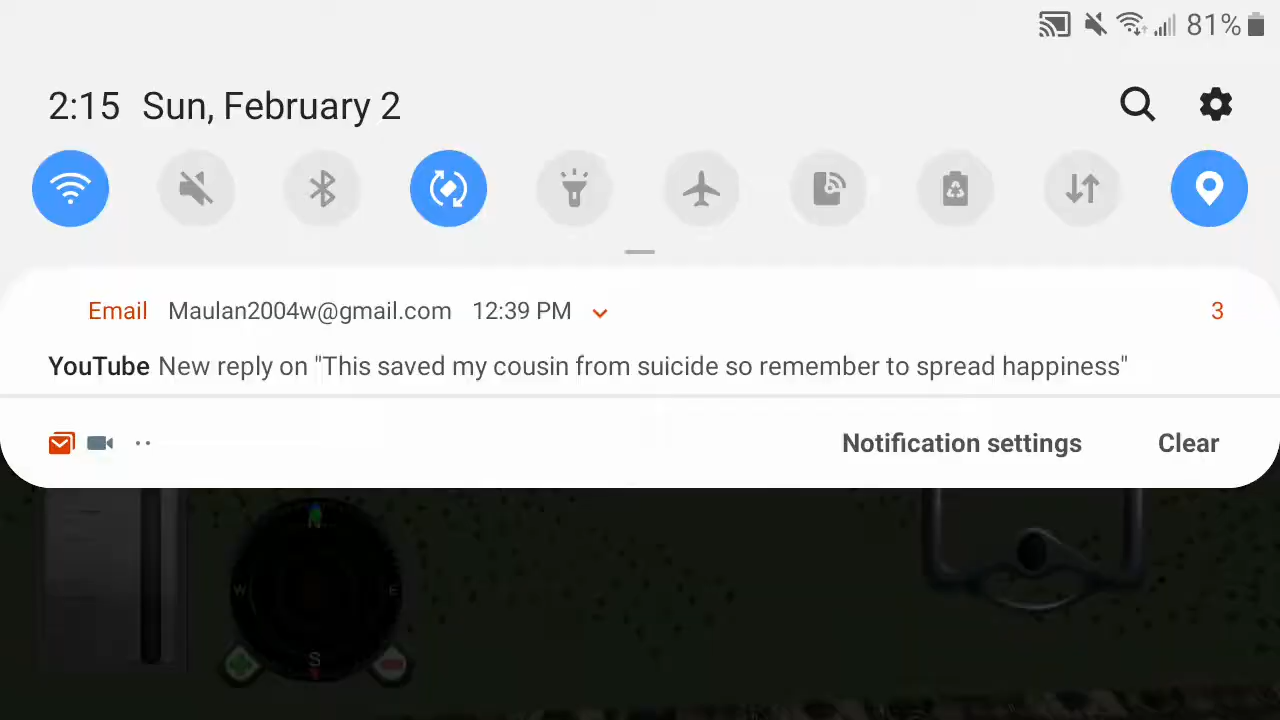 81%
2:15 Sun, February 2
Email Maulan2004w@gmail.com 12:39 PM 3
YouTube New reply on "This saved my cousin from suicide so remember to spread happiness"
Notification settings Clear
N
W E
S